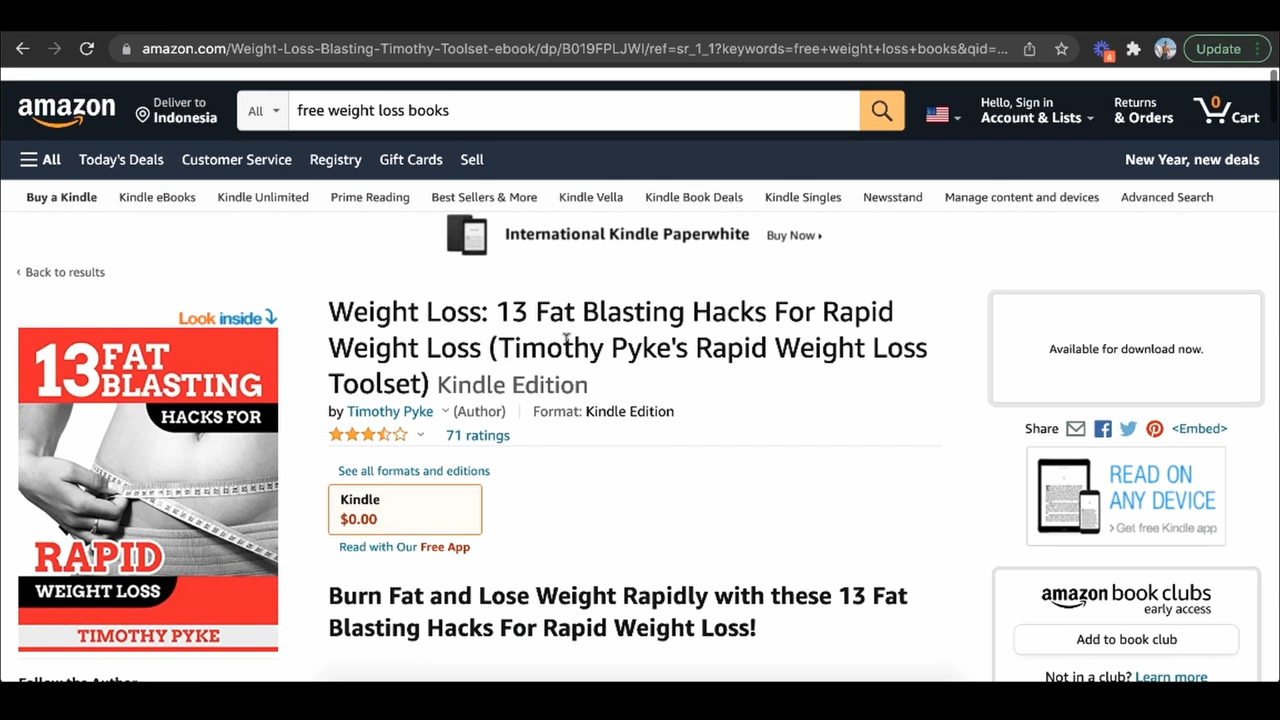 amazon.com/Weight-Loss-Blasting-Timothy-Toolset-ebook/dp/B019FPLJWI/ref=sr_1_1?keywords=free+weight+loss+books&qid=...
4
Update
amazon
Deliver to
Indonesia
All
free weight loss books
Hello, Sign in
Account & Lists
Returns
& Orders
0
Cart
All
Today's Deals
Customer Service
Registry
Gift Cards
Sell
New Year, new deals
Buy a Kindle
Kindle eBooks
Kindle Unlimited
Prime Reading
Best Sellers & More
Kindle Vella
Kindle Book Deals
Kindle Singles
Newsstand
Manage content and devices
Advanced Search
International Kindle Paperwhite
Buy Now
‹ Back to results
Look inside
13 FAT
BLASTING
HACKS FOR
RAPID
WEIGHT LOSS
TIMOTHY PYKE
Follow the Author
Weight Loss: 13 Fat Blasting Hacks For Rapid
Weight Loss (Timothy Pyke's Rapid Weight Loss
Toolset) Kindle Edition
by Timothy Pyke (Author) Format: Kindle Edition
71 ratings
See all formats and editions
Kindle
$0.00
Read with Our Free App
Burn Fat and Lose Weight Rapidly with these 13 Fat
Blasting Hacks For Rapid Weight Loss!
Available for download now.
Share
<Embed>
READ ON
ANY DEVICE
› Get free Kindle app
amazon book clubs
early access
Add to book club
Not in a club? Learn more